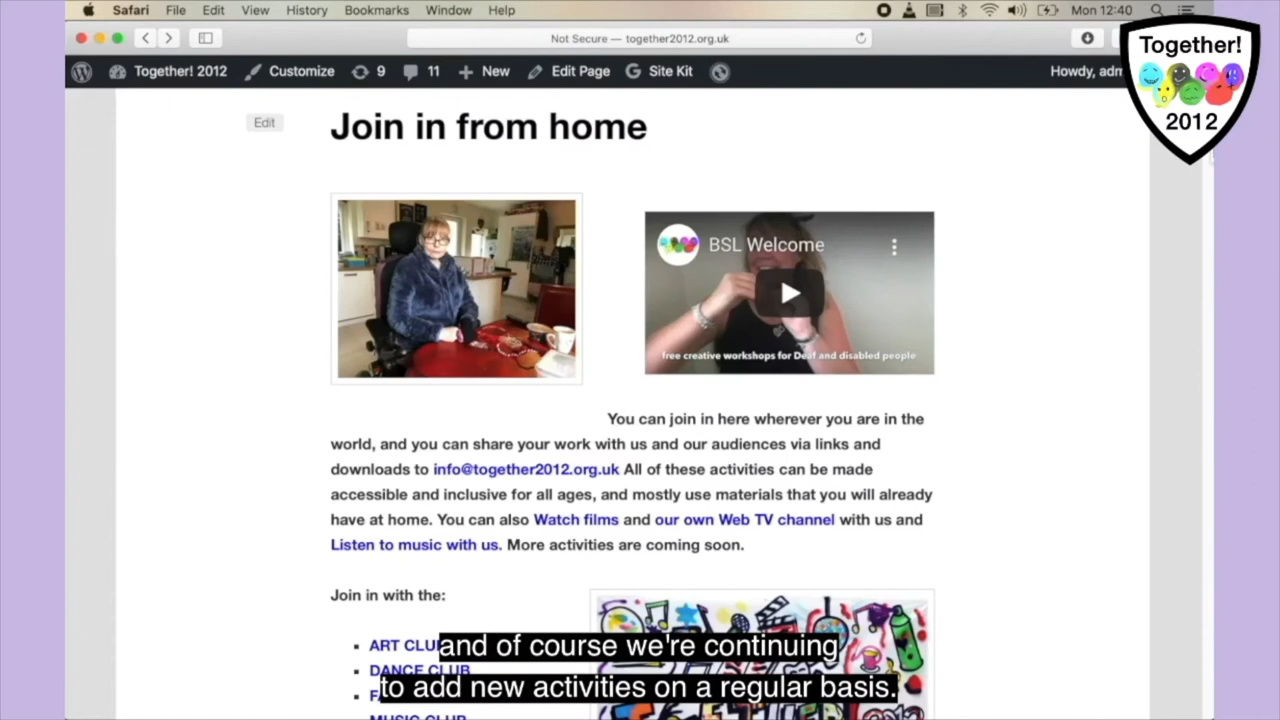 Safari File Edit View History Bookmarks Window Help Mon 12:40
Not Secure — together2012.org.uk
Together! 2012 Customize 9 11 New Edit Page Site Kit Howdy,
Together!
2012
Edit
Join in from home
BSL Welcome
free creative workshops for Deaf and disabled people
You can join in here wherever you are in the
world, and you can share your work with us and our audiences via links and
downloads to info@together2012.org.uk All of these activities can be made
accessible and inclusive for all ages, and mostly use materials that you will already
have at home. You can also Watch films and our own Web TV channel with us and
Listen to music with us. More activities are coming soon.
Join in with the:
ART
DANCE CLUB
MUSIC CLUB
and of course we're continuing
to add new activities on a regular basis.